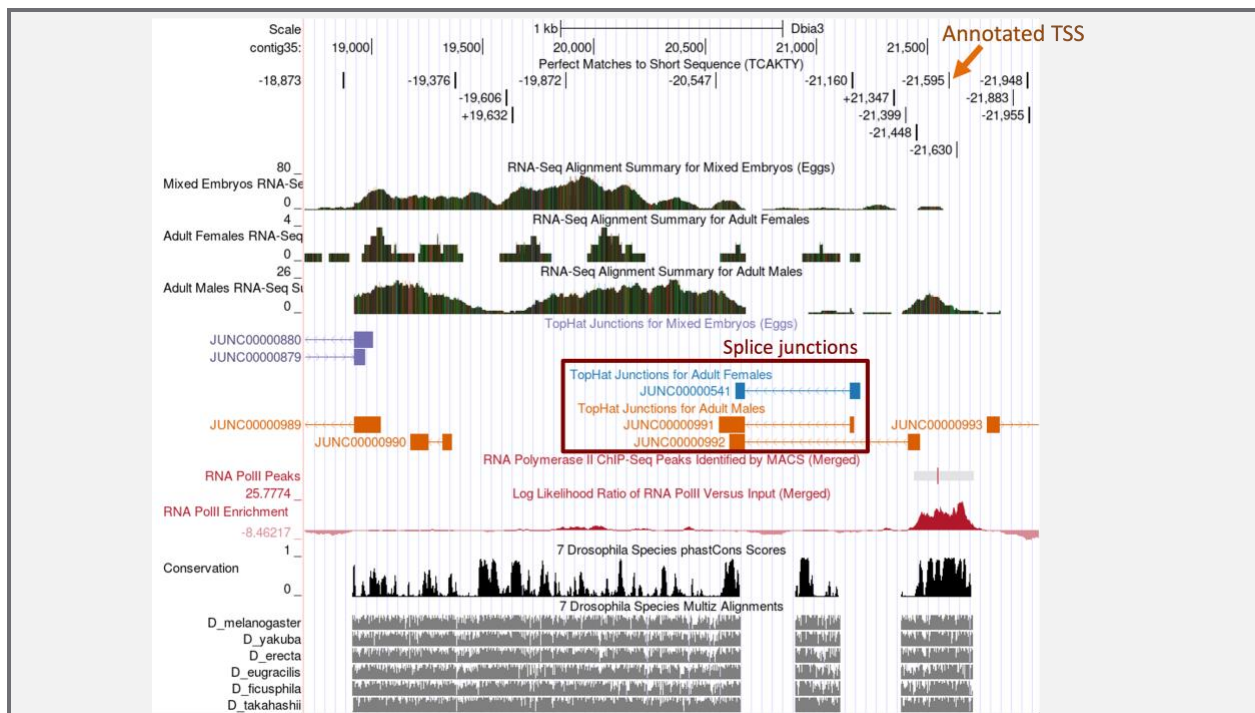 Scale 1 kb Dbia3
contig35: 19,000 19,500 20,000 20,500 21,000 21,500
Annotated TSS
Perfect Matches to Short Sequence (TCAKTY)
-18,873 -19,376 -19,872 -20,547 -21,160 -21,595 -21,948
-19,606 +21,347 -21,883
+19,632 -21,399 -21,955
-21,448
-21,630
RNA-Seq Alignment Summary for Mixed Embryos (Eggs)
80
Mixed Embryos RNA-Se
0
RNA-Seq Alignment Summary for Adult Females
4
Adult Females RNA-Seq
0
RNA-Seq Alignment Summary for Adult Males
26
Adult Males RNA-Seq Su
0
TopHat Junctions for Mixed Embryos (Eggs)
JUNC00000880
JUNC00000879
Splice junctions
TopHat Junctions for Adult Females
JUNC00000541
TopHat Junctions for Adult Males
JUNC00000989 JUNC00000991 JUNC00000993
JUNC00000990 JUNC00000992
RNA Polymerase II ChIP-Seq Peaks Identified by MACS (Merged)
RNA PolII Peaks
25.7774
Log Likelihood Ratio of RNA PolII Versus Input (Merged)
RNA PolII Enrichment
-8.46217
7 Drosophila Species phastCons Scores
1
Conservation
0
7 Drosophila Species Multiz Alignments
D_melanogaster
D_yakuba
D_erecta
D_eugracilis
D_ficusphila
D_takahashii